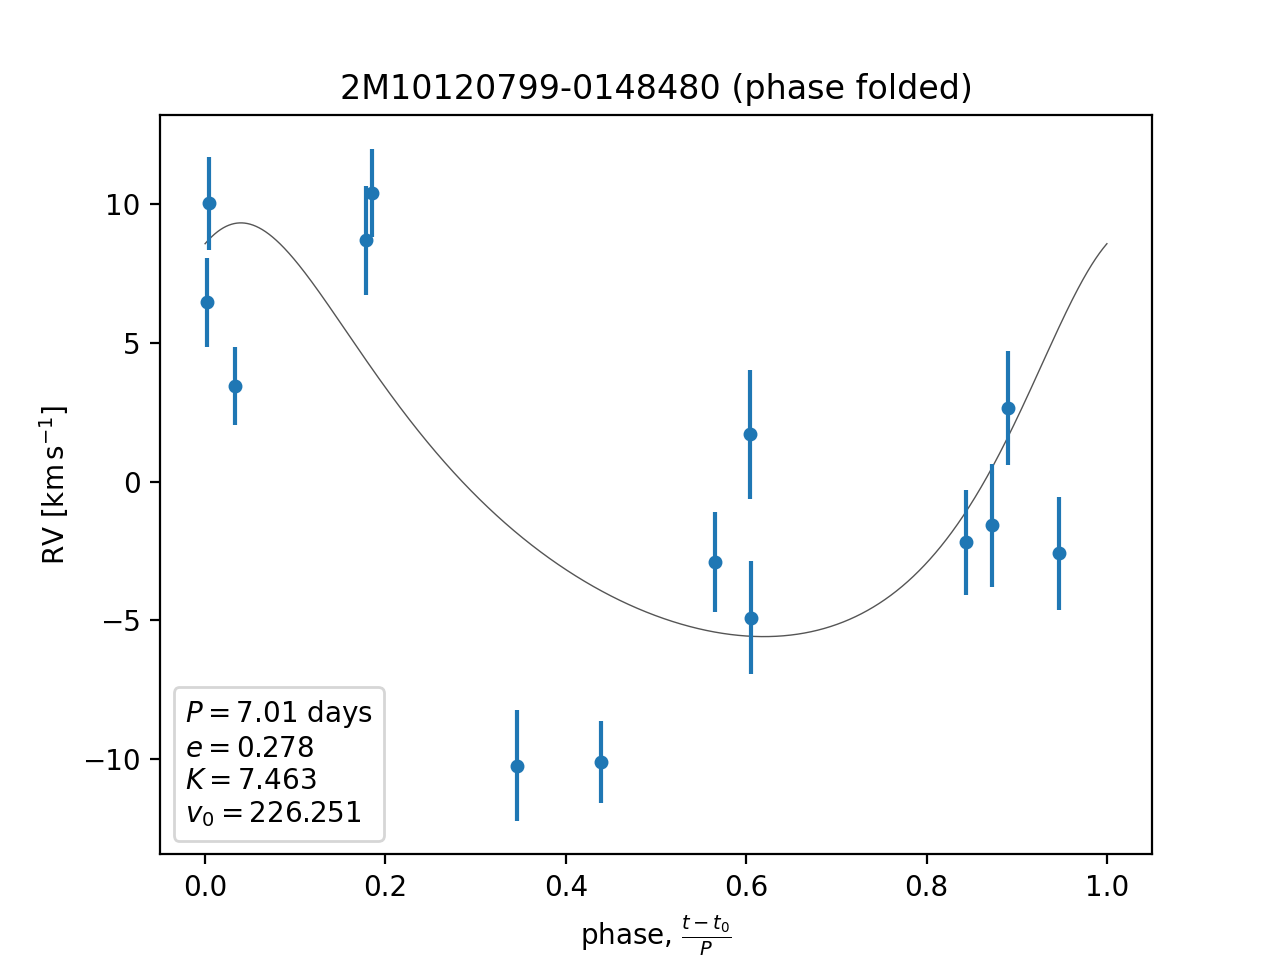 2M10120799-0148480 (phase folded)
RV [km s⁻¹]
10
5
0
−5
−10
P = 7.01 days
e = 0.278
K = 7.463
v₀ = 226.251
0.0 0.2 0.4 0.6 0.8 1.0
phase, (t − t₀)/P